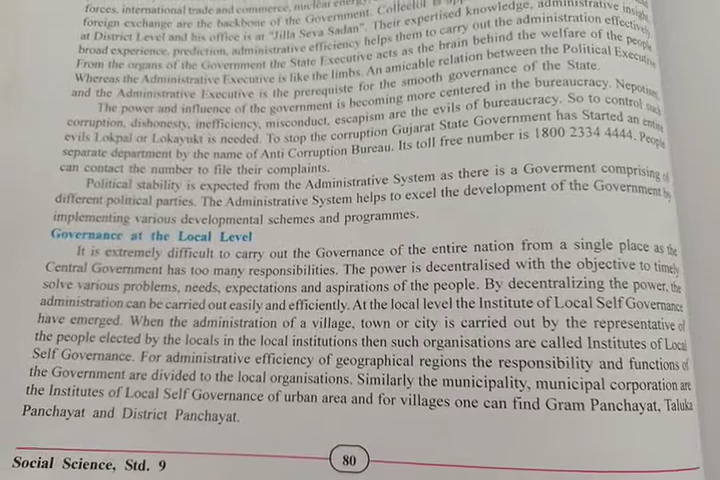 forces, international trade and commerce, nuclear
foreign exchange are the backbone of the Government.
at District Level and his office is at "Jilla Seva Sadan". Their expertised knowledge, administrative insight,
broad experience, prediction, administrative efficiency helps them to carry out the administration effectively.
From the organs of the Government the State Executive acts as the brain behind the welfare of the people
Whereas the Administrative Executive is like the limbs. An amicable relation between the Political Executive
and the Administrative Executive is the prerequiste for the smooth governance of the State.
The power and influence of the government is becoming more centered in the bureaucracy. Nepotism,
corruption, dishonesty, inefficiency, misconduct, escapism are the evils of bureaucracy. So to control such
evils Lokpal or Lokayukt is needed. To stop the corruption Gujarat State Government has Started an entire
separate department by the name of Anti Corruption Bureau. Its toll free number is 1800 2334 4444. People
can contact the number to file their complaints.
Political stability is expected from the Administrative System as there is a Goverment comprising of
different political parties. The Administrative System helps to excel the development of the Government by
implementing various developmental schemes and programmes.
Governance at the Local Level
It is extremely difficult to carry out the Governance of the entire nation from a single place as the
Central Government has too many responsibilities. The power is decentralised with the objective to timely
solve various problems, needs, expectations and aspirations of the people. By decentralizing the power, the
administration can be carried out easily and efficiently. At the local level the Institute of Local Self Governance
have emerged. When the administration of a village, town or city is carried out by the representative of
the people elected by the locals in the local institutions then such organisations are called Institutes of Local
Self Governance. For administrative efficiency of geographical regions the responsibility and functions of
the Government are divided to the local organisations. Similarly the municipality, municipal corporation are
the Institutes of Local Self Governance of urban area and for villages one can find Gram Panchayat, Taluka
Panchayat and District Panchayat.
Social Science, Std. 9
80